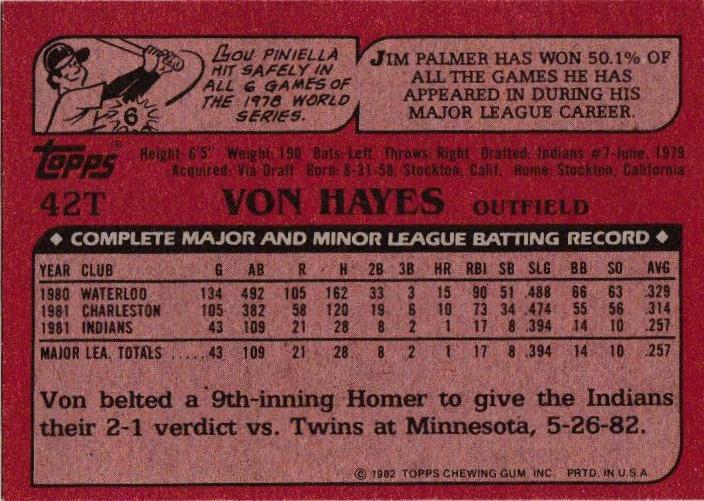 LOU PINIELLA
HIT SAFELY IN
ALL 6 GAMES OF
THE 1978 WORLD
SERIES.
6
JIM PALMER HAS WON 50.1% OF
ALL THE GAMES HE HAS
APPEARED IN DURING HIS
MAJOR LEAGUE CAREER.
TOPPS®
Height: 6'5" Weight: 190 Bats: Left Throws: Right Drafted: Indians #7-June, 1979
Acquired: Via Draft Born: 8-31-58, Stockton, Calif. Home: Stockton, California
42T VON HAYES OUTFIELD
◆ COMPLETE MAJOR AND MINOR LEAGUE BATTING RECORD ◆
YEAR CLUB G AB R H 2B 3B HR RBI SB SLG BB SO AVG
1980 WATERLOO 134 492 105 162 33 3 15 90 51 .488 66 63 .329
1981 CHARLESTON 105 382 58 120 19 6 10 73 34 .474 55 56 .314
1981 INDIANS 43 109 21 28 8 2 1 17 8 .394 14 10 .257
MAJOR LEA. TOTALS .....43 109 21 28 8 2 1 17 8 .394 14 10 .257
Von belted a 9th-inning Homer to give the Indians
their 2-1 verdict vs. Twins at Minnesota, 5-26-82.
© 1982 TOPPS CHEWING GUM, INC. PRTD. IN U.S.A.